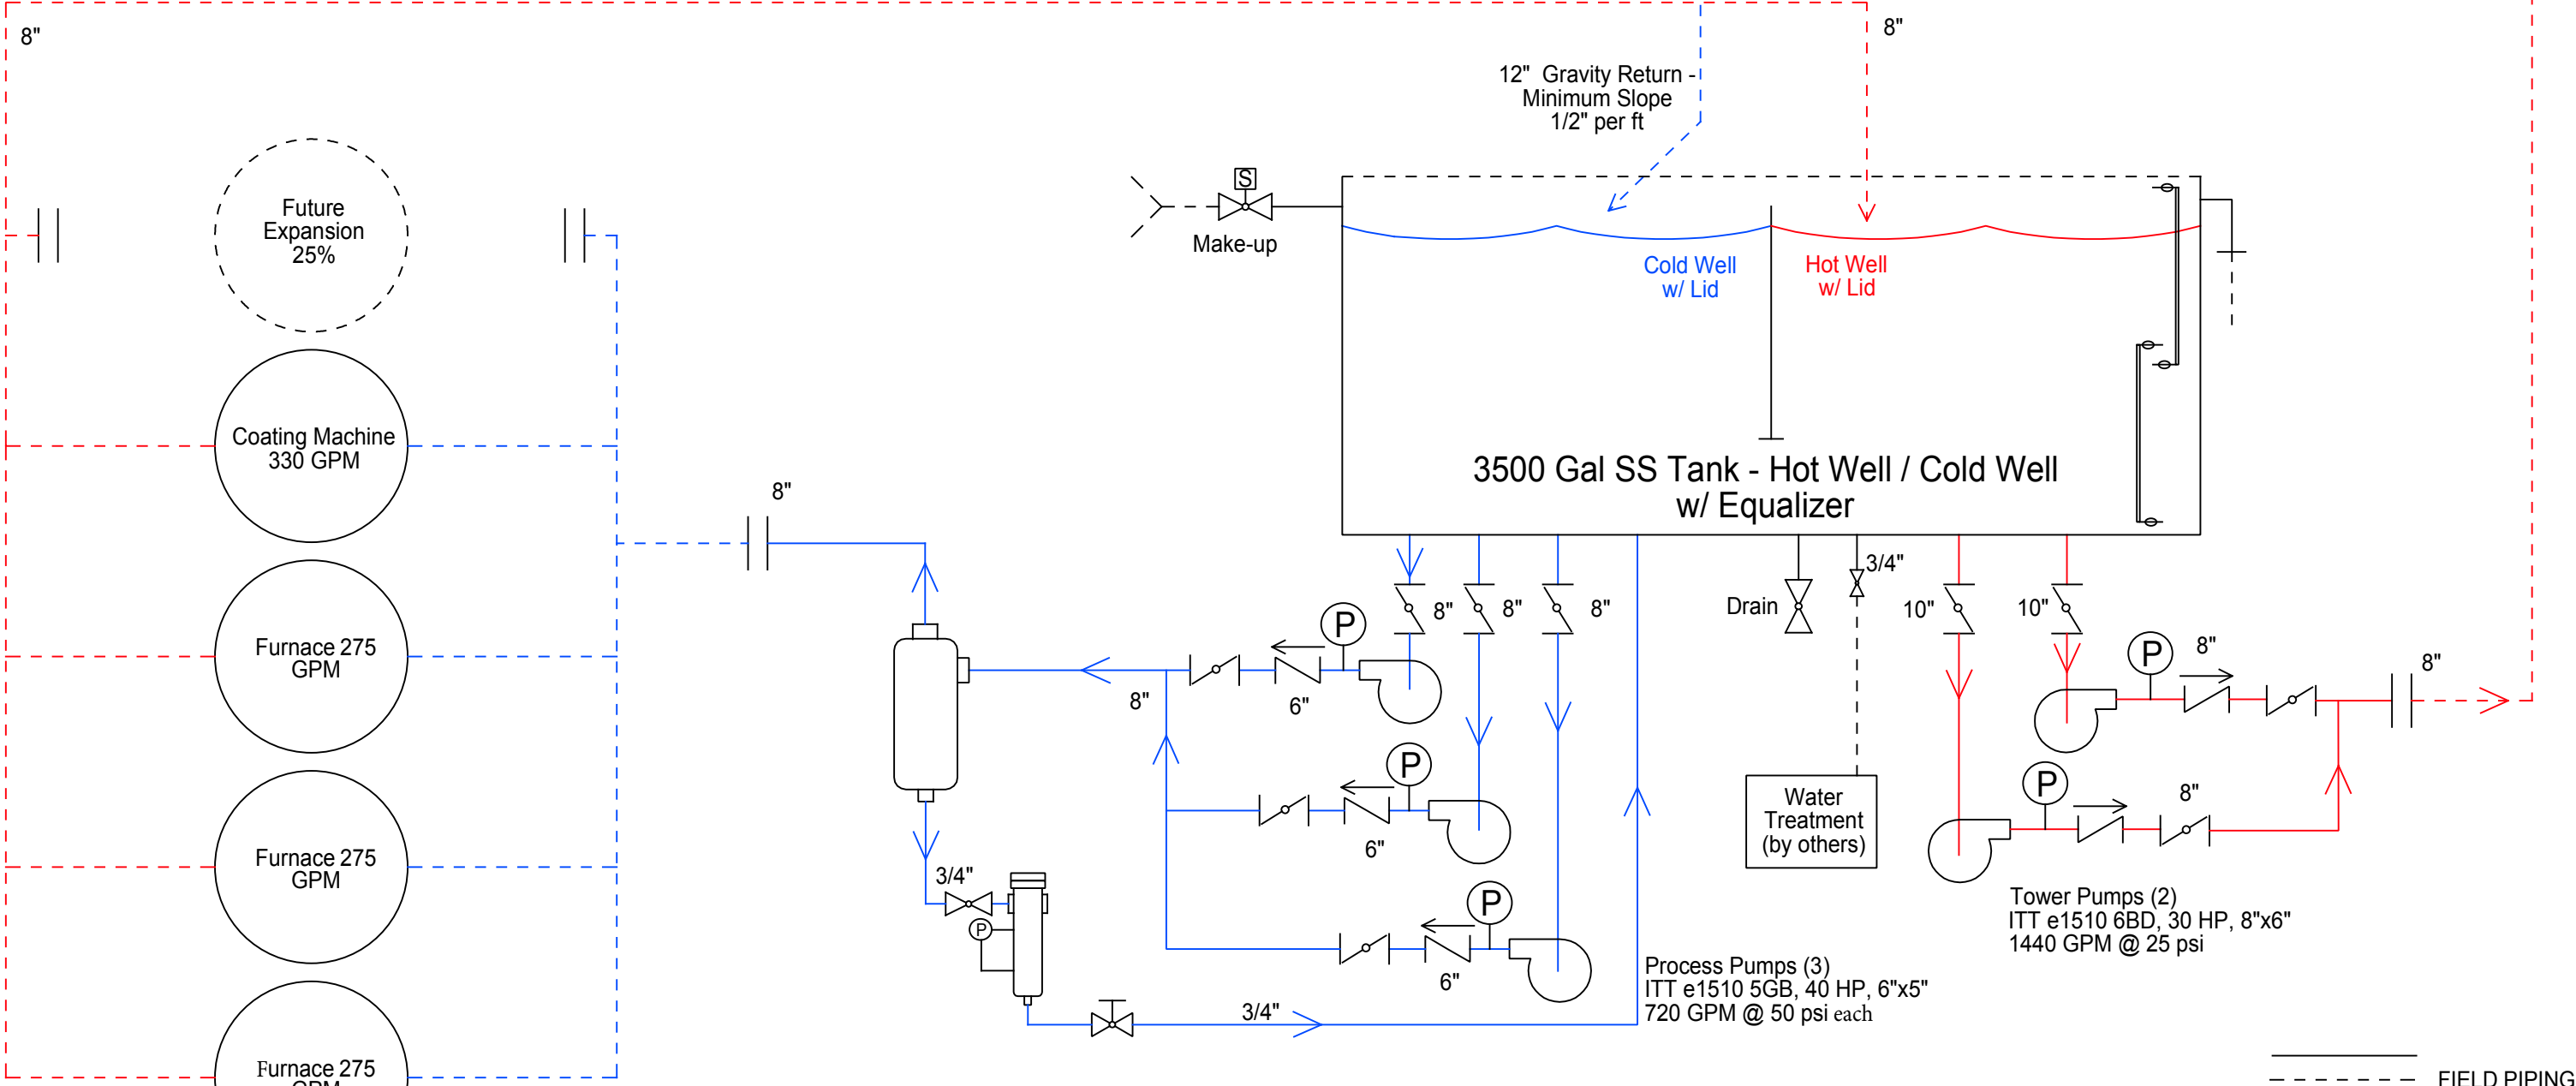 8"
8"
12" Gravity Return -
Minimum Slope
1/2" per ft
S
Make-up
Future
Expansion
25%
Cold Well
w/ Lid
Hot Well
w/ Lid
Coating Machine
330 GPM
3500 Gal SS Tank - Hot Well / Cold Well
w/ Equalizer
8"
3/4"
Drain
8"
8"
8"
10"
10"
P
P
8"
8"
Furnace 275
GPM
8"
6"
P
6"
P
8"
Water
Treatment
(by others)
Furnace 275
GPM
3/4"
P
P
6"
Tower Pumps (2)
ITT e1510 6BD, 30 HP, 8"x6"
1440 GPM @ 25 psi
Process Pumps (3)
ITT e1510 5GB, 40 HP, 6"x5"
720 GPM @ 50 psi each
3/4"
Furnace 275
GPM
FIELD PIPING